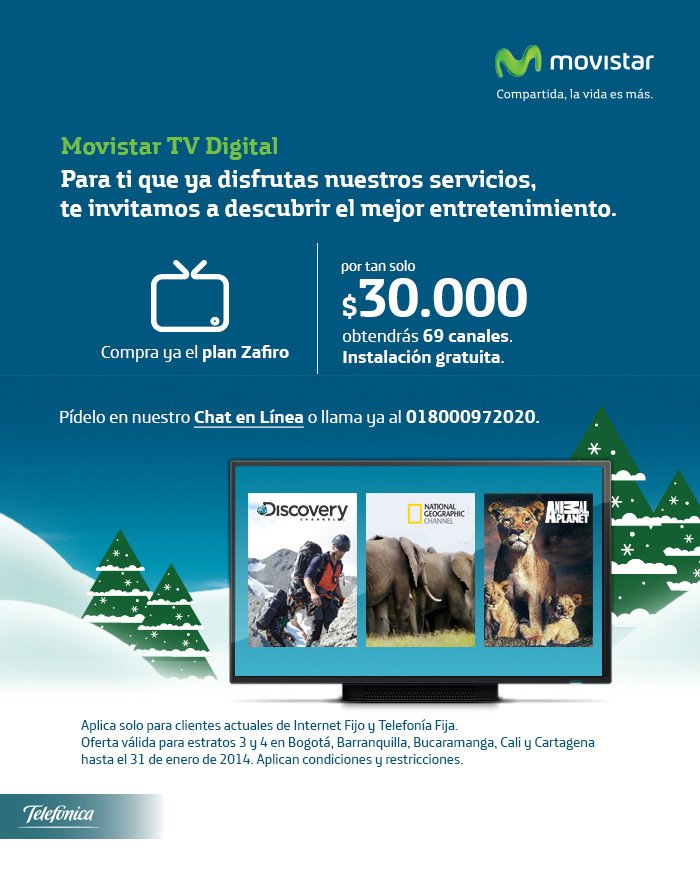 movistar
Compartida, la vida es más.
Movistar TV Digital
Para ti que ya disfrutas nuestros servicios,
te invitamos a descubrir el mejor entretenimiento.
Compra ya el plan Zafiro
por tan solo
$30.000
obtendrás 69 canales.
Instalación gratuita.
Pídelo en nuestro Chat en Línea o llama ya al 018000972020.
Discovery
CHANNEL
NATIONAL
GEOGRAPHIC
CHANNEL
ANIMAL
PLANET
Aplica solo para clientes actuales de Internet Fijo y Telefonía Fija.
Oferta válida para estratos 3 y 4 en Bogotá, Barranquilla, Bucaramanga, Cali y Cartagena
hasta el 31 de enero de 2014. Aplican condiciones y restricciones.
Telefónica